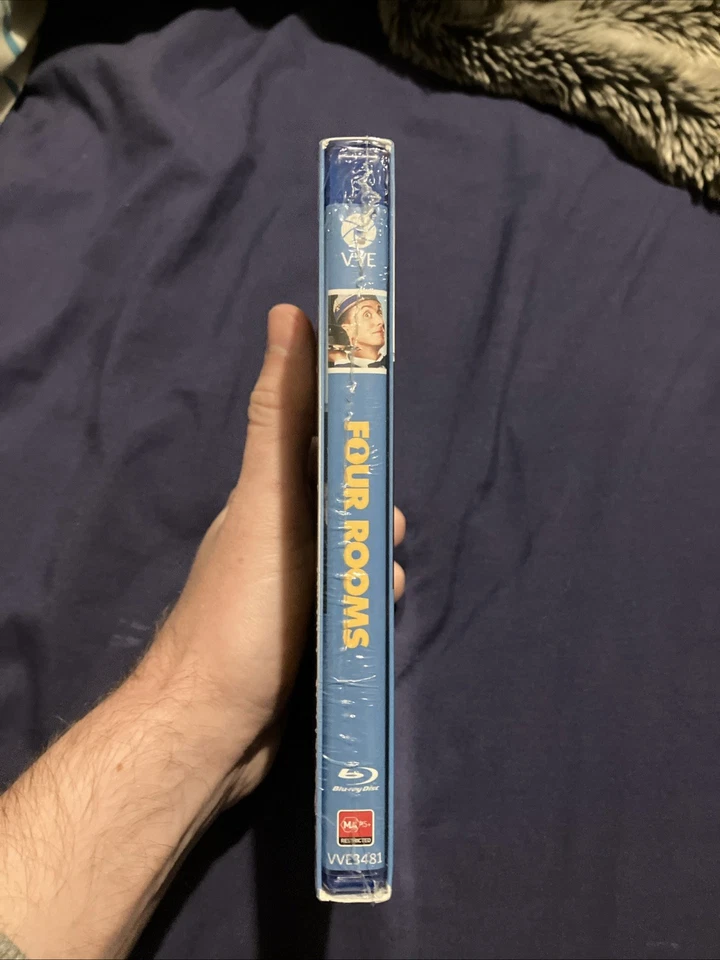 VVE
FOUR ROOMS
Blu-ray Disc
MA 15+
RESTRICTED
VVE3481